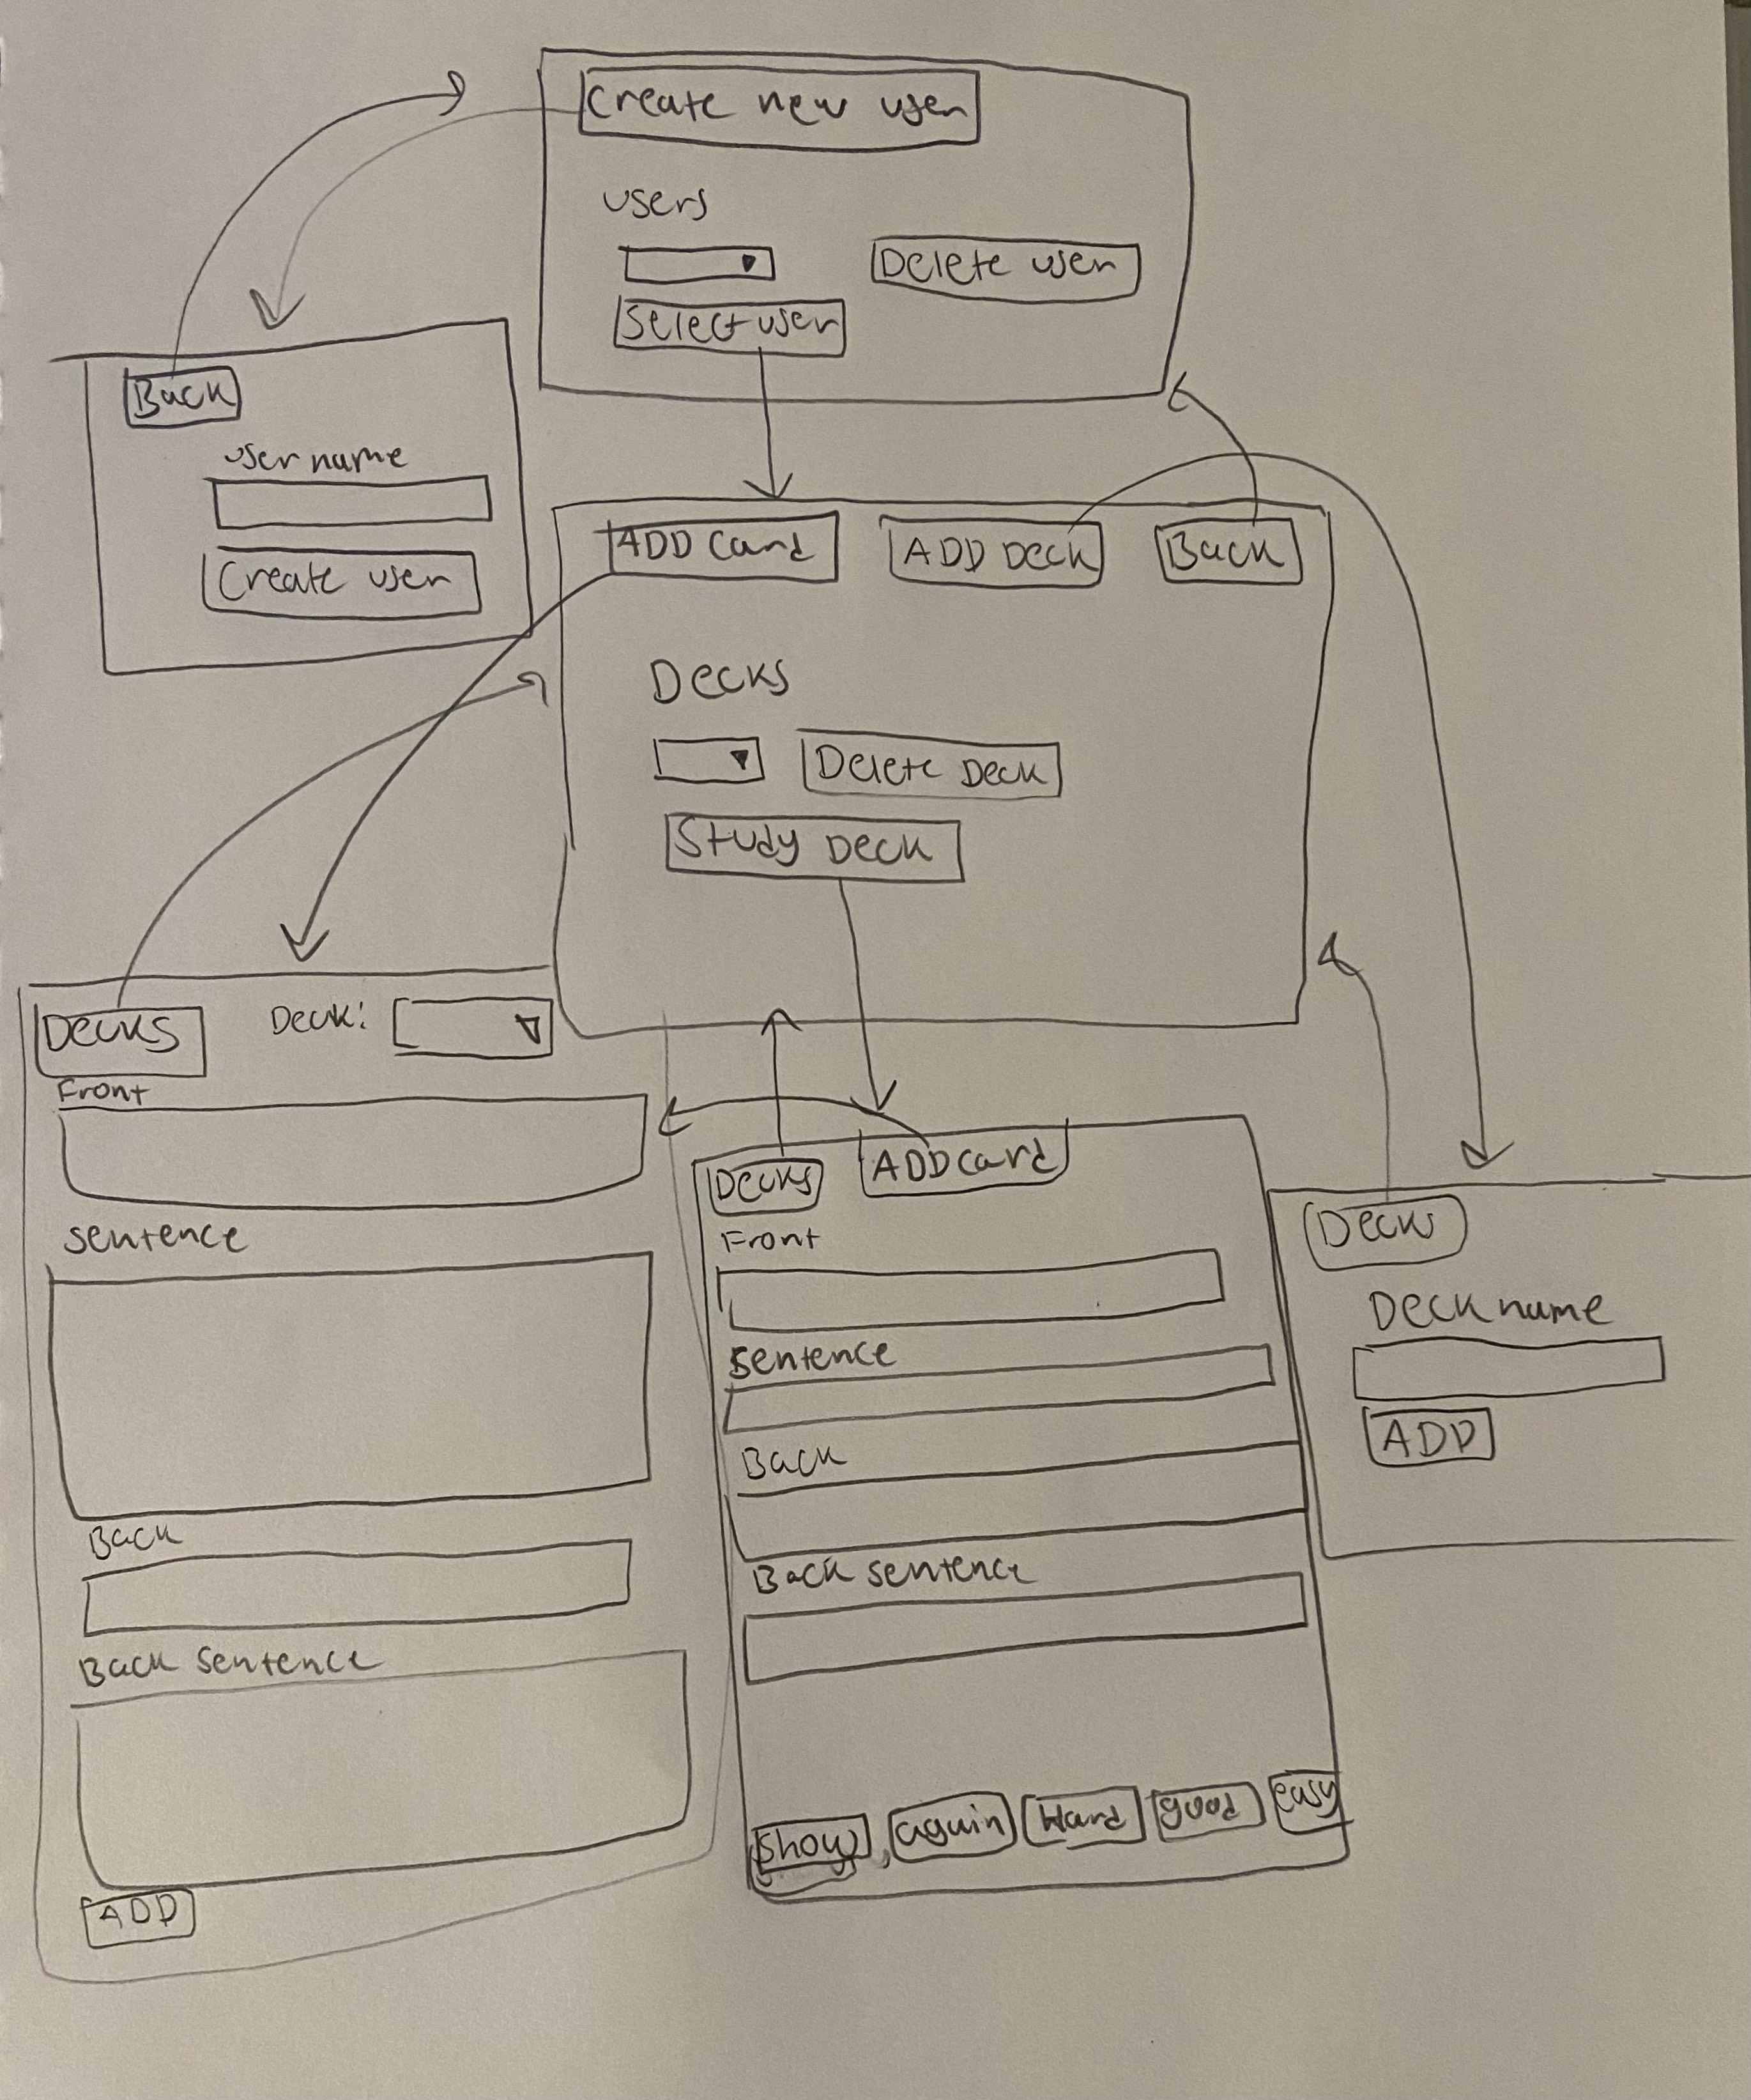 Create new user
users
Delete user
Select user
Back
user name
Create user
ADD Card
ADD Deck
Back
Decks
Delete Deck
Study Deck
Decks
Deck:
Front
sentence
Back
Back sentence
ADD
Decks
ADD card
Front
sentence
Back
Back sentence
show
again
Hard
good
easy
Decks
Deck name
ADD